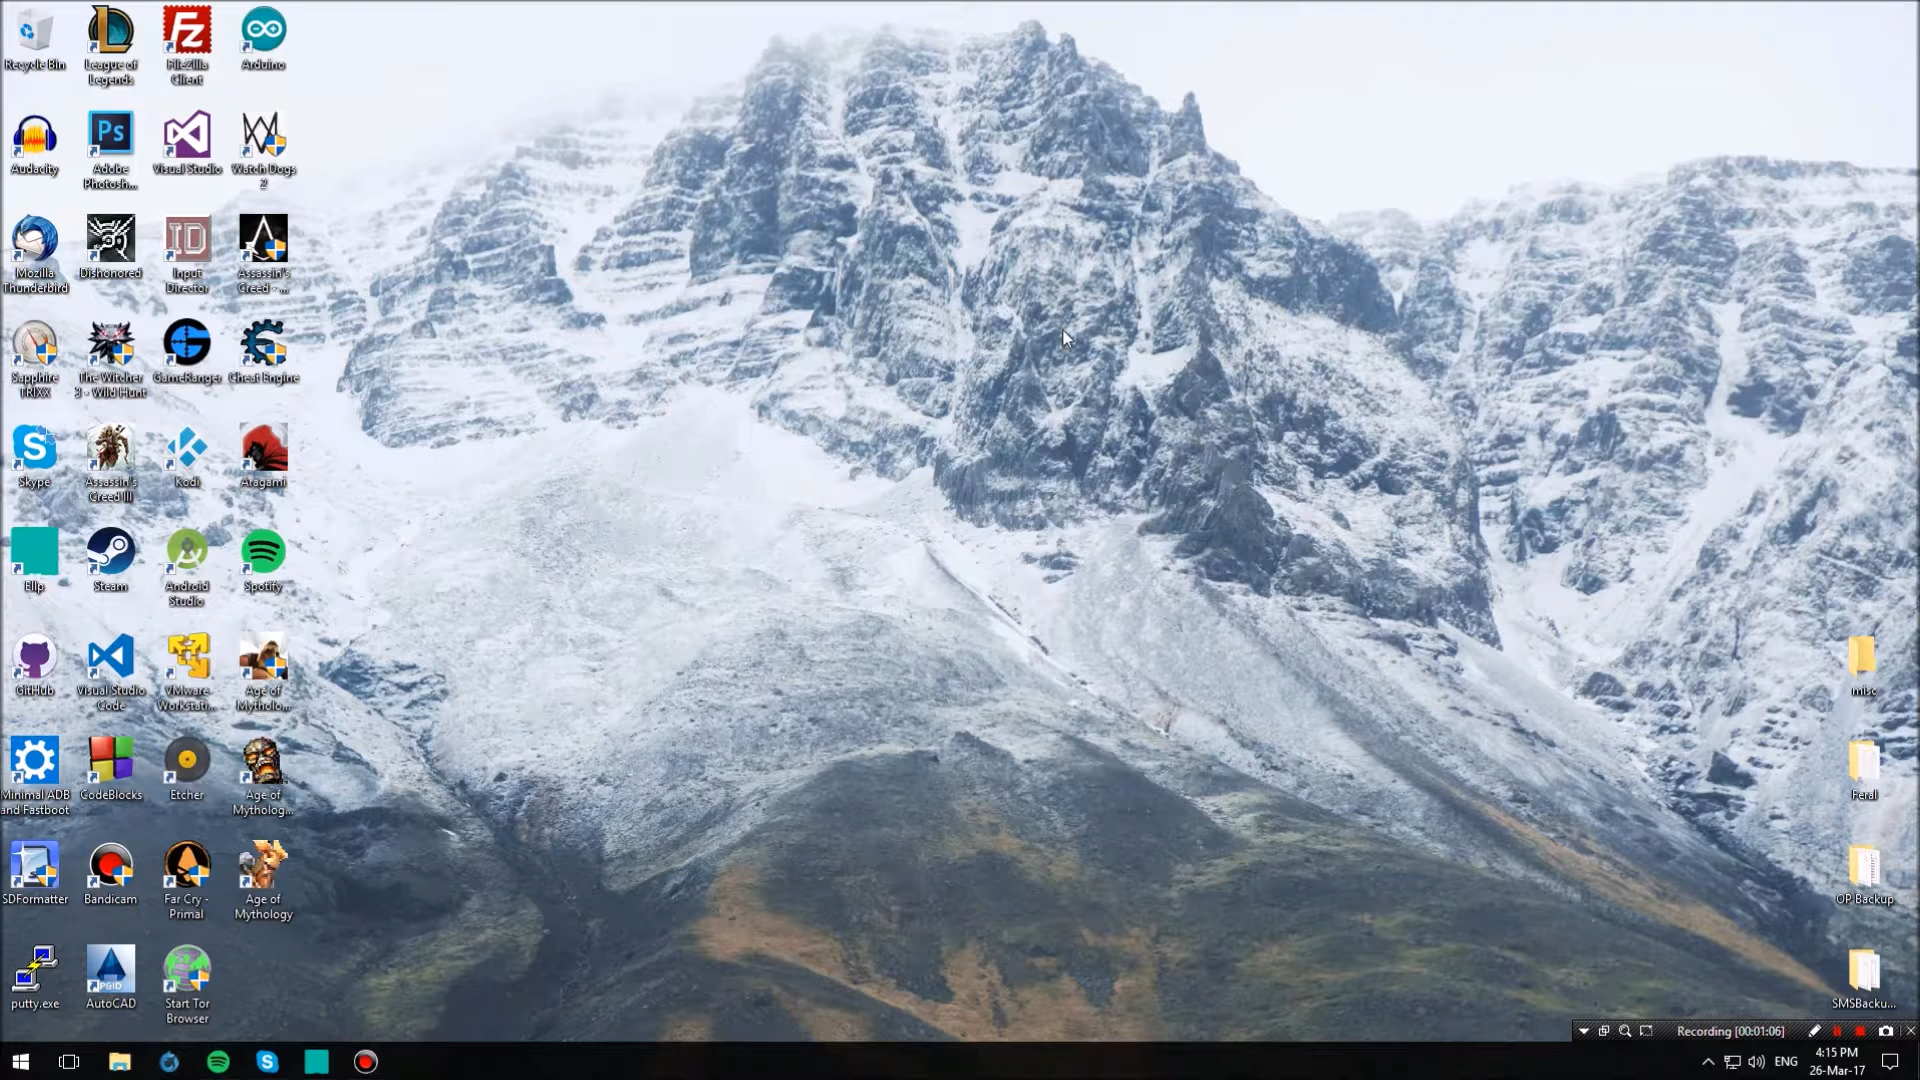 Recycle Bin
League of
Legends
FileZilla
Client
Arduino
Audacity
Ps
Adobe
Photosh...
Visual Studio
Watch Dogs
2
Mozilla
Thunderbird
Dishonored
ID
Input
Director
Assassin's
Creed - ...
Sapphire
TRIXX
The Witcher
3 - Wild Hunt
GameRanger
Cheat Engine
S
Skype
Assassin's
Creed III
Kodi
Aragami
Ellp
Steam
Android
Studio
Spotify
GitHub
Visual Studio
Code
VMware
Workstati...
Age of
Mytholo...
misc
Minimal ADB
and Fastboot
CodeBlocks
Etcher
Age of
Mytholog...
Feral
SDFormatter
Bandicam
Far Cry -
Primal
Age of
Mythology
OP Backup
putty.exe
AutoCAD
Start Tor
Browser
SMSBacku...
Recording [00:01:06]
ENG
4:15 PM
26-Mar-17